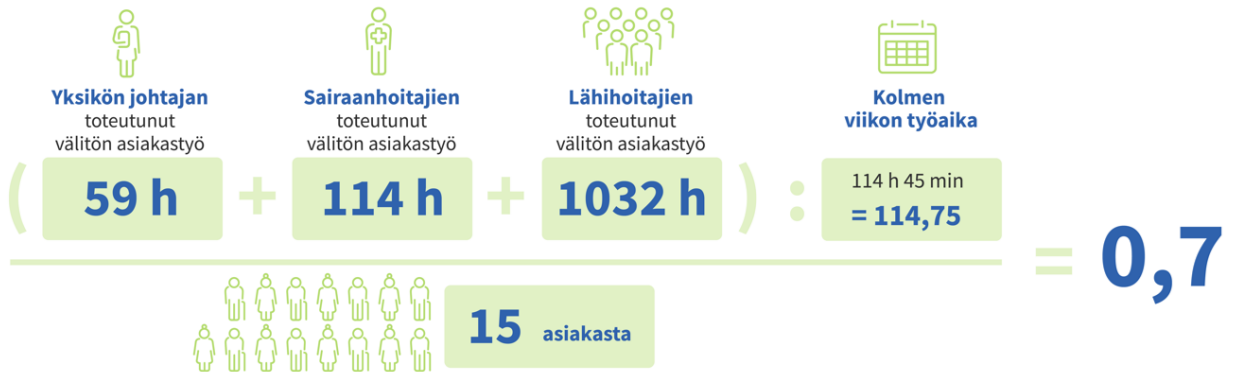 Yksikön johtajan
toteutunut
välitön asiakastyö
( 59 h
+
Sairaanhoitajien
toteutunut
välitön asiakastyö
114 h
+
Lähihoitajien
toteutunut
välitön asiakastyö
1032 h )
:
Kolmen
viikon työaika
114 h 45 min
= 114,75
15 asiakasta
= 0,7